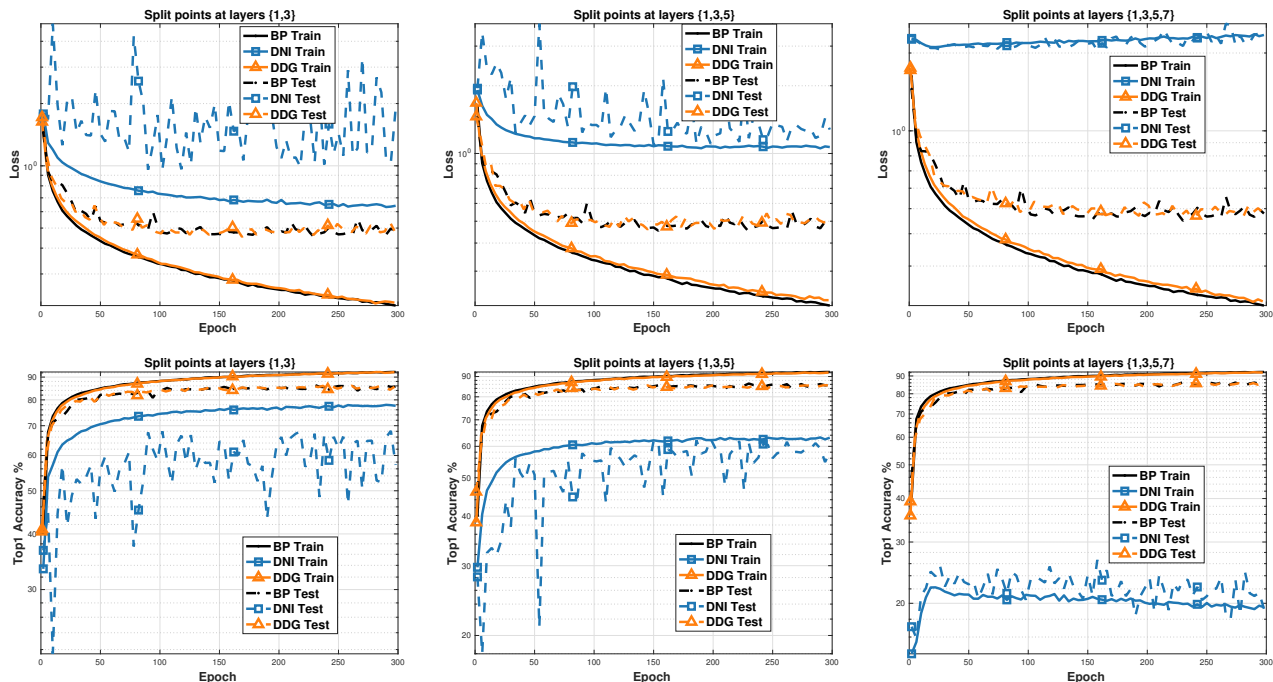 Split points at layers {1,3}
BP Train
DNI Train
DDG Train
BP Test
DNI Test
DDG Test
Loss
10⁰
0 50 100 150 200 250 300
Epoch
Split points at layers {1,3,5}
BP Train
DNI Train
DDG Train
BP Test
DNI Test
DDG Test
Loss
10⁰
0 50 100 150 200 250 300
Epoch
Split points at layers {1,3,5,7}
BP Train
DNI Train
DDG Train
BP Test
DNI Test
DDG Test
Loss
10⁰
0 50 100 150 200 250 300
Epoch
Split points at layers {1,3}
90
80
70
60
50
40
30
Top1 Accuracy %
BP Train
DNI Train
DDG Train
BP Test
DNI Test
DDG Test
0 50 100 150 200 250 300
Epoch
Split points at layers {1,3,5}
90
80
70
60
50
40
30
20
Top1 Accuracy %
BP Train
DNI Train
DDG Train
BP Test
DNI Test
DDG Test
0 50 100 150 200 250 300
Epoch
Split points at layers {1,3,5,7}
90
80
70
60
50
40
30
20
Top1 Accuracy %
BP Train
DNI Train
DDG Train
BP Test
DNI Test
DDG Test
0 50 100 150 200 250 300
Epoch